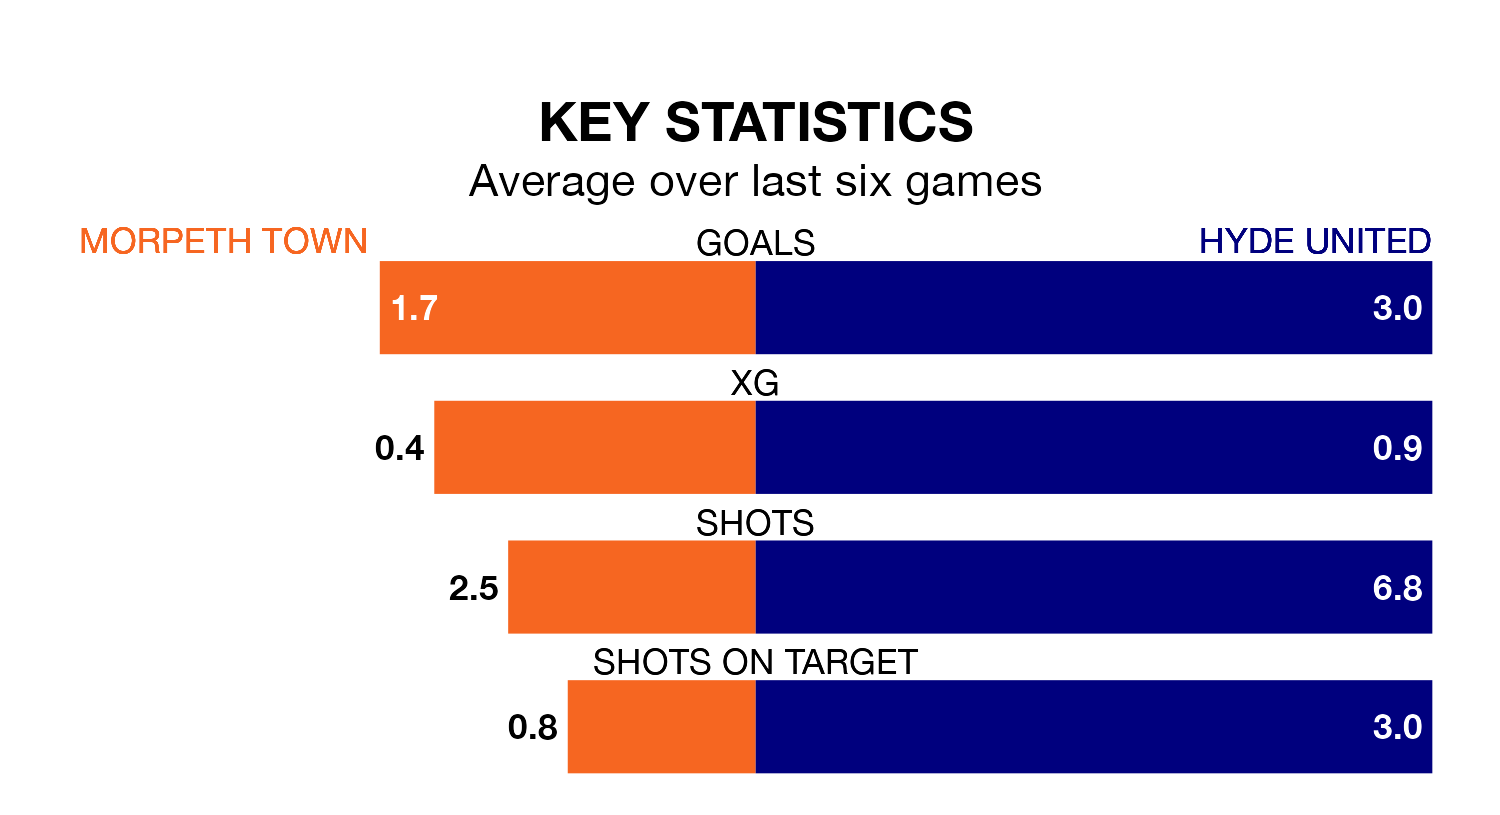 KEY STATISTICS
Average over last six games
MORPETH TOWN
GOALS
HYDE UNITED
1.7
3.0
XG
0.4
0.9
SHOTS
2.5
6.8
SHOTS ON TARGET
0.8
3.0